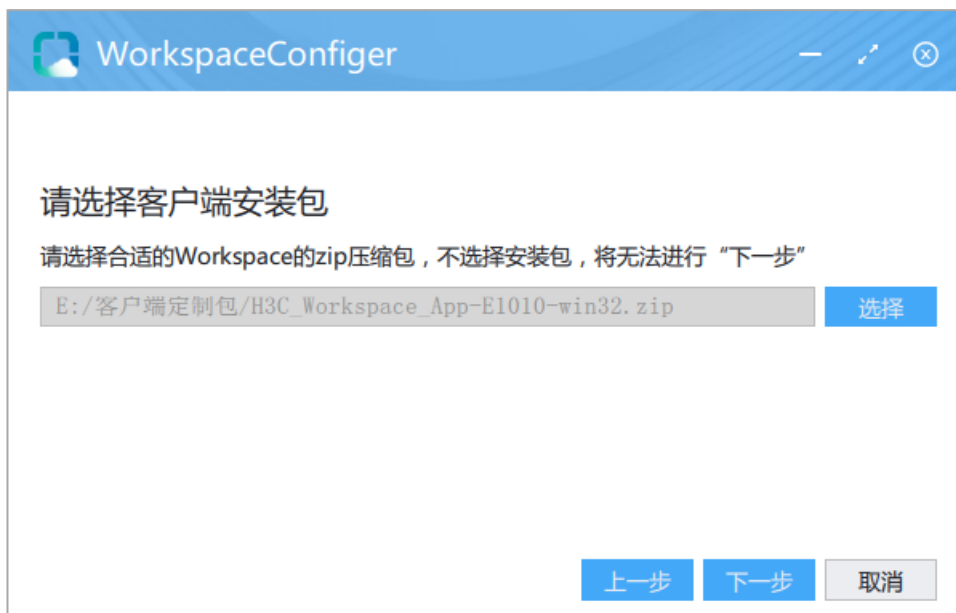 WorkspaceConfiger
请选择客户端安装包
请选择合适的Workspace的zip压缩包，不选择安装包，将无法进行“下一步”
E:/客户端定制包/H3C_Workspace_App-E1010-win32.zip
选择
上一步
下一步
取消